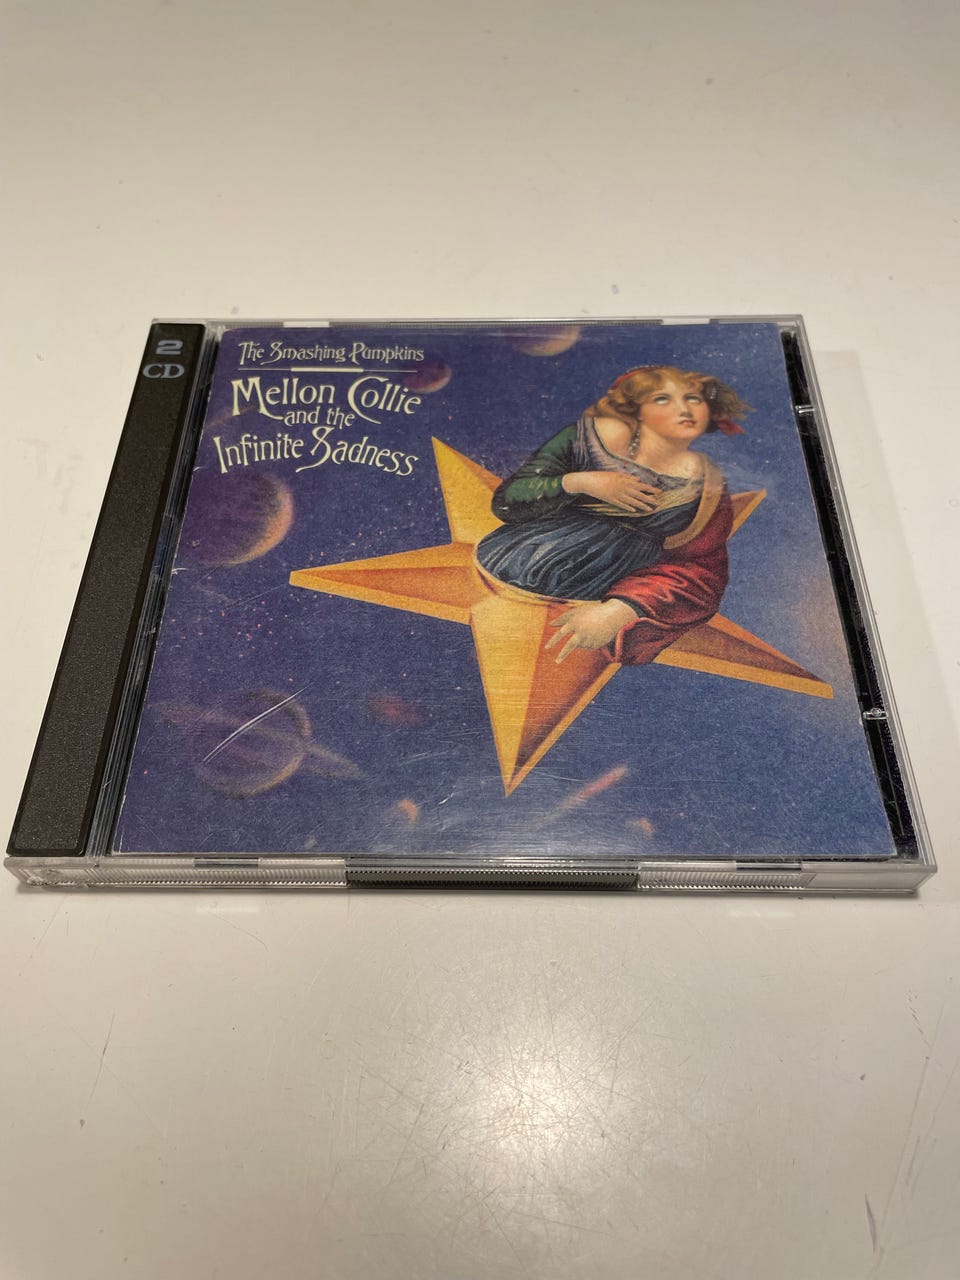 2
CD
The Smashing Pumpkins
Mellon Collie
and the
Infinite Sadness